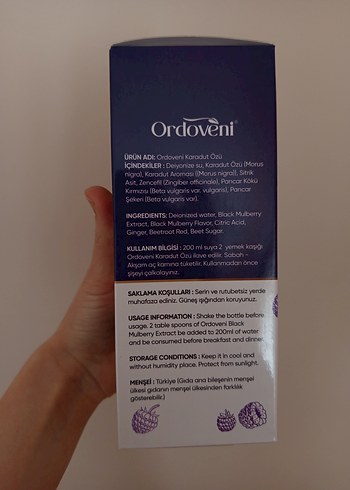 Ordoveni®
ÜRÜN ADI: Ordoveni Karadut Özü
İÇİNDEKİLER : Deiyonize su, Karadut Özü (Morus
nigra), Karadut Aroması ((Morus nigra)), Sitrik
Asit, Zencefil (Zingiber officinale), Pancar Kökü
Kırmızısı (Beta vulgaris var. vulgaris), Pancar
Şekeri (Beta vulgaris var).
INGREDIENTS: Deionized water, Black Mulberry
Extract, Black Mulberry Flavor, Citric Acid,
Ginger, Beetroot Red, Beet Sugar.
KULLANIM BİLGİSİ : 200 ml suya 2 yemek kaşığı
Ordoveni Karadut Özü ilave edilir. Sabah -
Akşam aç karnına tüketilir. Kullanmadan önce
şişeyi çalkalayınız.
SAKLAMA KOŞULLARI : Serin ve rutubetsiz yerde
muhafaza ediniz. Güneş ışığından koruyunuz.
USAGE INFORMATION : Shake the bottle before
usage. 2 table spoons of Ordoveni Black
Mulberry Extract be added to 200ml of water
and be consumed before breakfast and dinner.
STORAGE CONDITIONS : Keep it in cool and
without humidity place. Protect from sunlight.
MENŞEİ : Türkiye (Gıda ana bileşenin menşei
ülkesi gıdanın menşei ülkesinden farklılık
gösterebilir.)